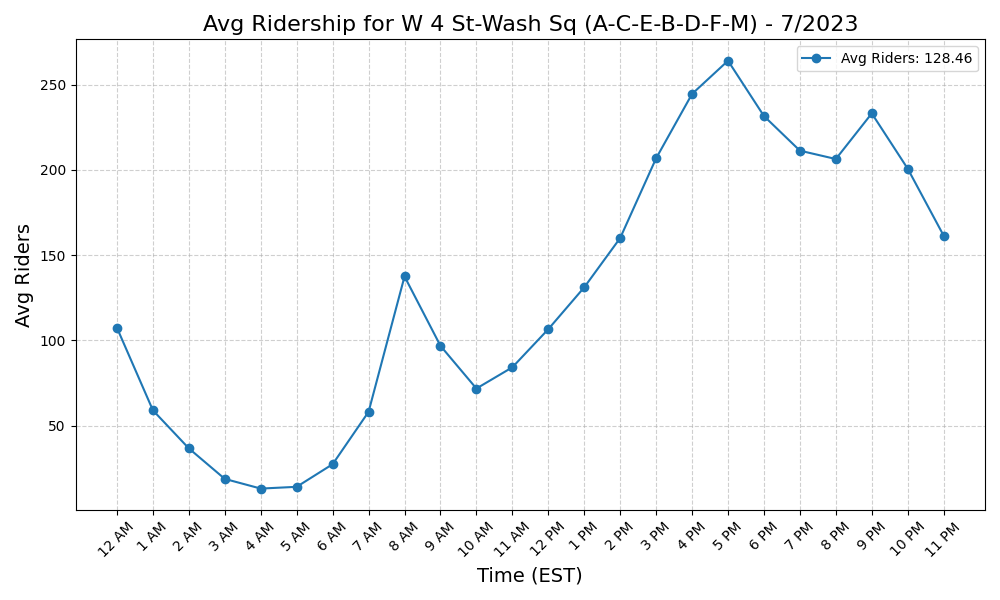 Avg Ridership for W 4 St-Wash Sq (A-C-E-B-D-F-M) - 7/2023
Avg Riders: 128.46
Avg Riders
250
200
150
100
50
12 AM
1 AM
2 AM
3 AM
4 AM
5 AM
6 AM
7 AM
8 AM
9 AM
10 AM
11 AM
12 PM
1 PM
2 PM
3 PM
4 PM
5 PM
6 PM
7 PM
8 PM
9 PM
10 PM
11 PM
Time (EST)